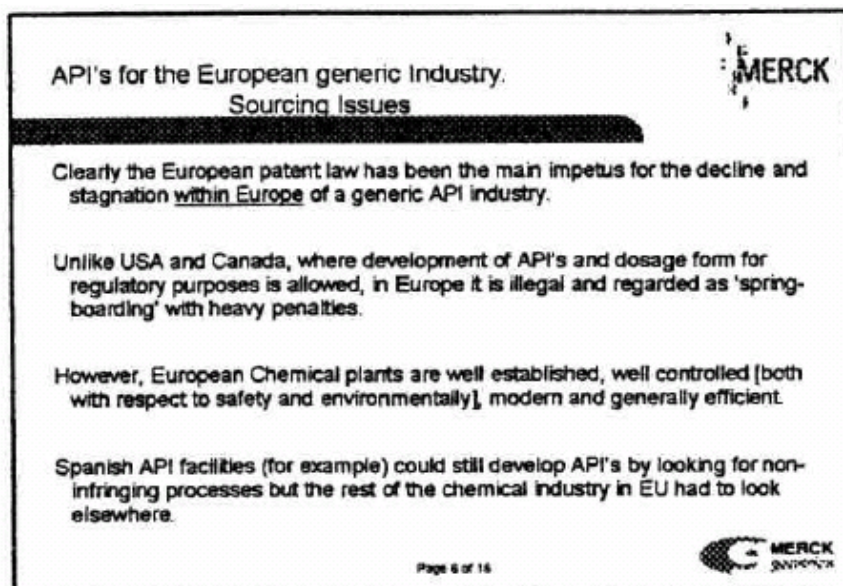 API's for the European generic Industry.
Sourcing Issues
MERCK
Clearly the European patent law has been the main impetus for the decline and
stagnation within Europe of a generic API industry.
Unlike USA and Canada, where development of API's and dosage form for
regulatory purposes is allowed, in Europe it is illegal and regarded as 'spring-
boarding' with heavy penalties.
However, European Chemical plants are well established, well controlled [both
with respect to safety and environmentally], modern and generally efficient.
Spanish API facilities (for example) could still develop API's by looking for non-
infringing processes but the rest of the chemical industry in EU had to look
elsewhere.
Page 6 of 16
MERCK
generics